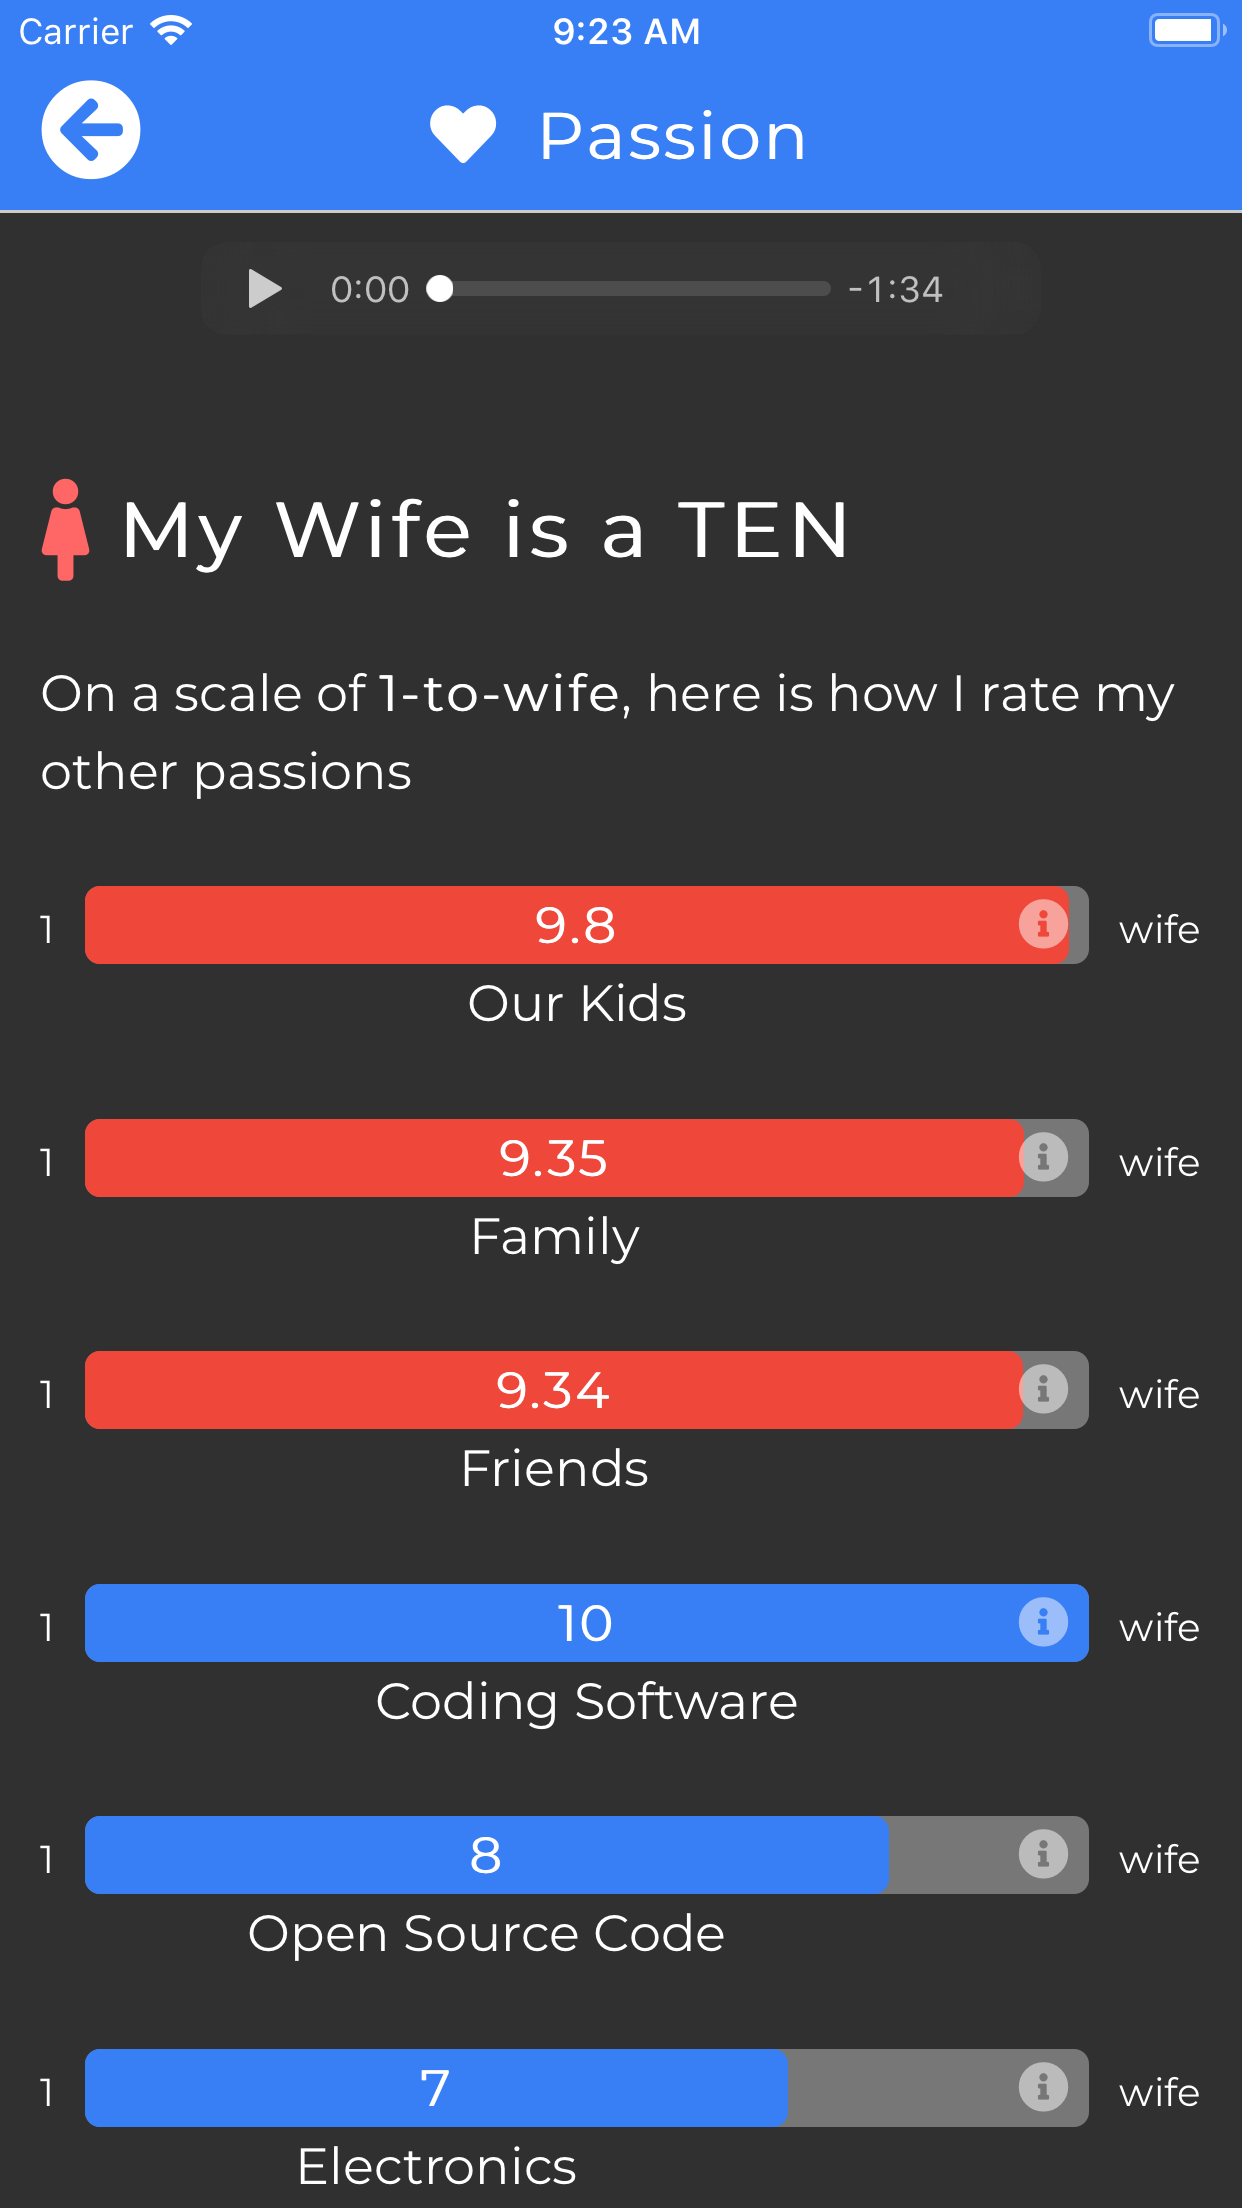 Carrier 9:23 AM
Passion
0:00 -1:34
My Wife is a TEN
On a scale of 1-to-wife, here is how I rate my
other passions
1 9.8 wife
Our Kids
1 9.35 wife
Family
1 9.34 wife
Friends
1 10 wife
Coding Software
1 8 wife
Open Source Code
1 7 wife
Electronics